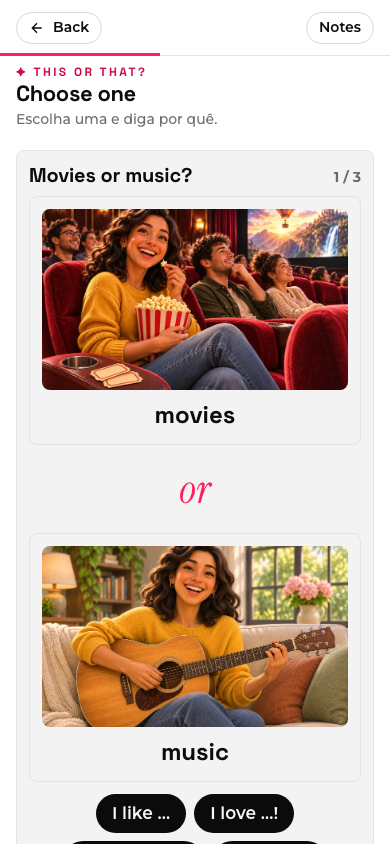 ← Back
Notes
✦ THIS OR THAT?
Choose one
Escolha uma e diga por quê.
Movies or music?
1 / 3
movies
or
music
I like ...
I love ...!